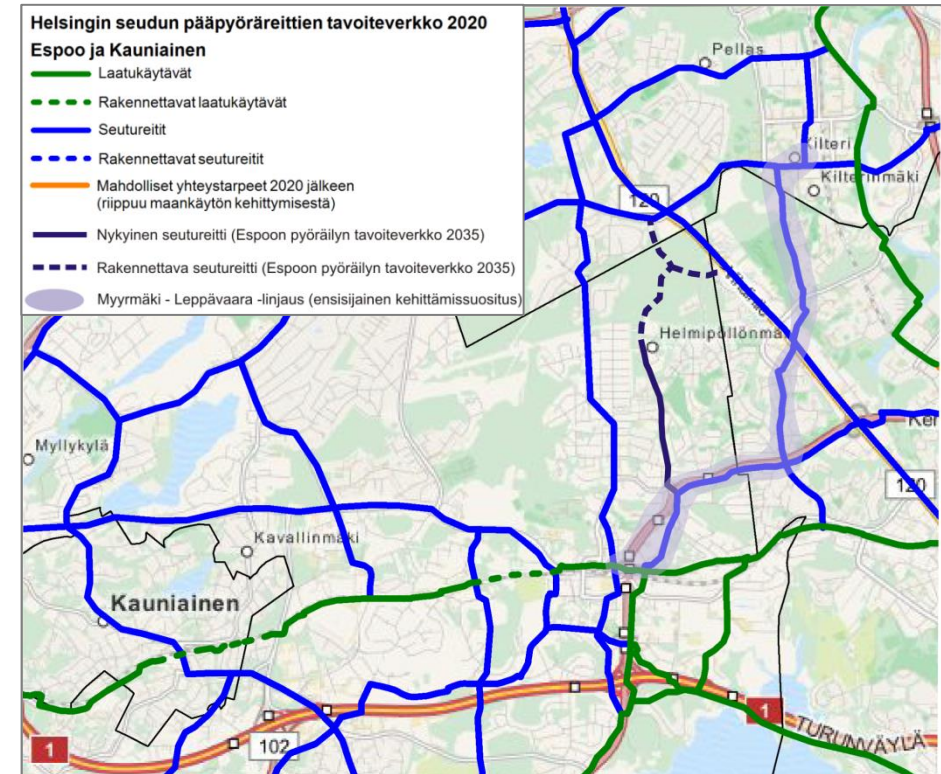 Helsingin seudun pääpyöräreittien tavoiteverkko 2020
Espoo ja Kauniainen
Laatukäytävät
Rakennettavat laatukäytävät
Seutureitit
Rakennettavat seutureitit
Mahdolliset yhteystarpeet 2020 jälkeen
(riippuu maankäytön kehittymisestä)
Nykyinen seutureitti (Espoon pyöräilyn tavoiteverkko 2035)
Rakennettava seutureitti (Espoon pyöräilyn tavoiteverkko 2035)
Myyrmäki - Leppävaara -linjaus (ensisijainen kehittämissuositus)
Pellas
Kilteri
Kilterinmäki
120
Helmipöllönmä
Myllykylä
Ker
120
Kavallinmäki
Kauniainen
1
TURUNVÄYLÄ
102
1